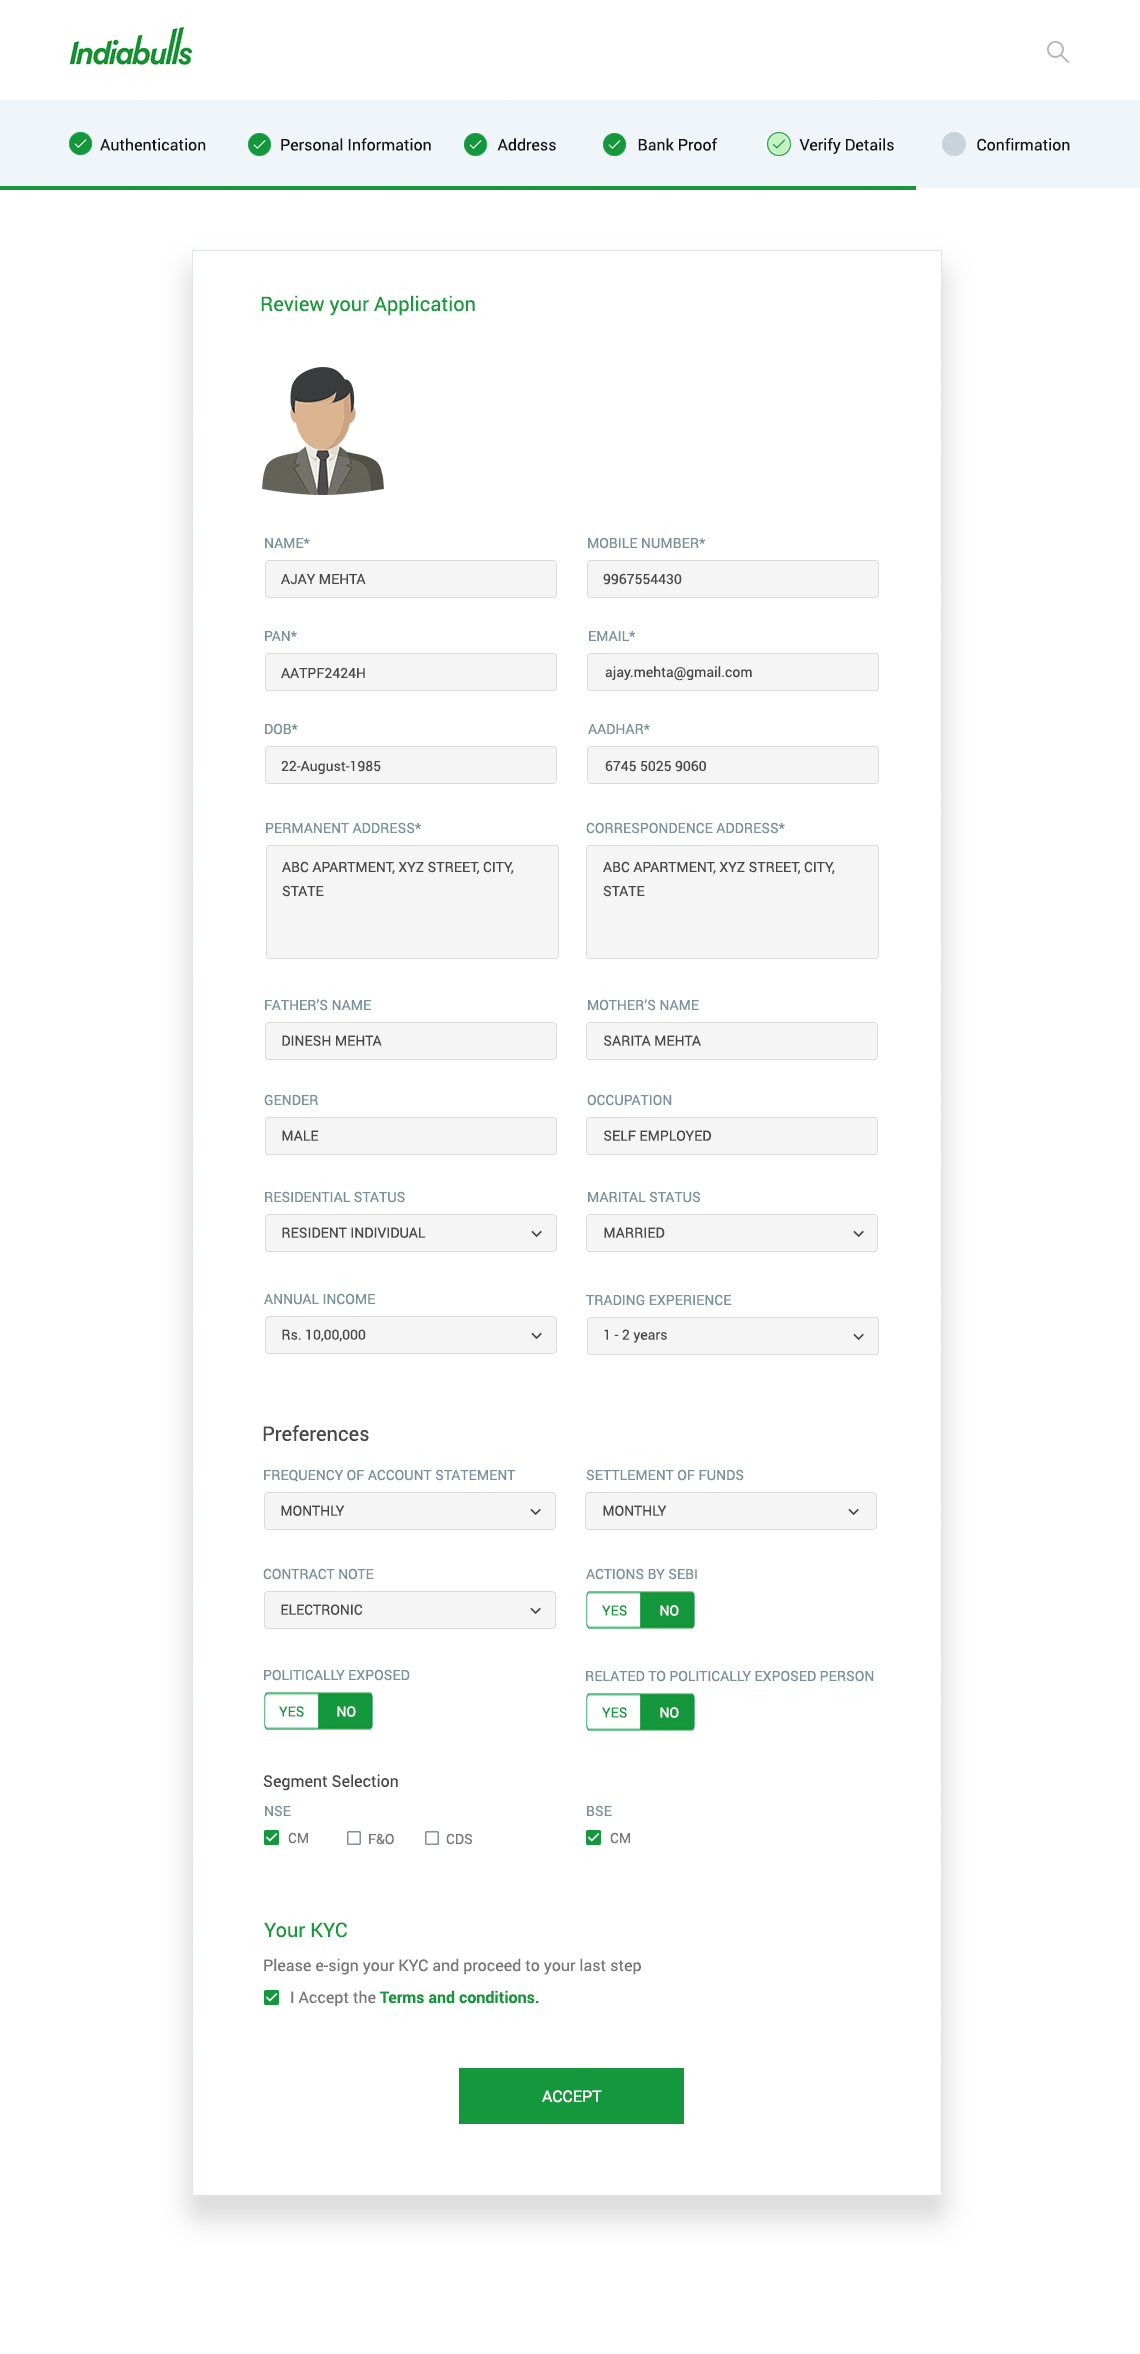 Indiabulls
Authentication Personal Information Address Bank Proof Verify Details Confirmation
Review your Application
NAME* MOBILE NUMBER*
AJAY MEHTA 9967554430
PAN* EMAIL*
AATPF2424H ajay.mehta@gmail.com
DOB* AADHAR*
22-August-1985 6745 5025 9060
PERMANENT ADDRESS* CORRESPONDENCE ADDRESS*
ABC APARTMENT, XYZ STREET, CITY, ABC APARTMENT, XYZ STREET, CITY,
STATE STATE
FATHER'S NAME MOTHER'S NAME
DINESH MEHTA SARITA MEHTA
GENDER OCCUPATION
MALE SELF EMPLOYED
RESIDENTIAL STATUS MARITAL STATUS
RESIDENT INDIVIDUAL MARRIED
ANNUAL INCOME TRADING EXPERIENCE
Rs. 10,00,000 1 - 2 years
Preferences
FREQUENCY OF ACCOUNT STATEMENT SETTLEMENT OF FUNDS
MONTHLY MONTHLY
CONTRACT NOTE ACTIONS BY SEBI
ELECTRONIC YES NO
POLITICALLY EXPOSED RELATED TO POLITICALLY EXPOSED PERSON
YES NO YES NO
Segment Selection
NSE BSE
CM F&O CDS CM
Your KYC
Please e-sign your KYC and proceed to your last step
I Accept the Terms and conditions.
ACCEPT